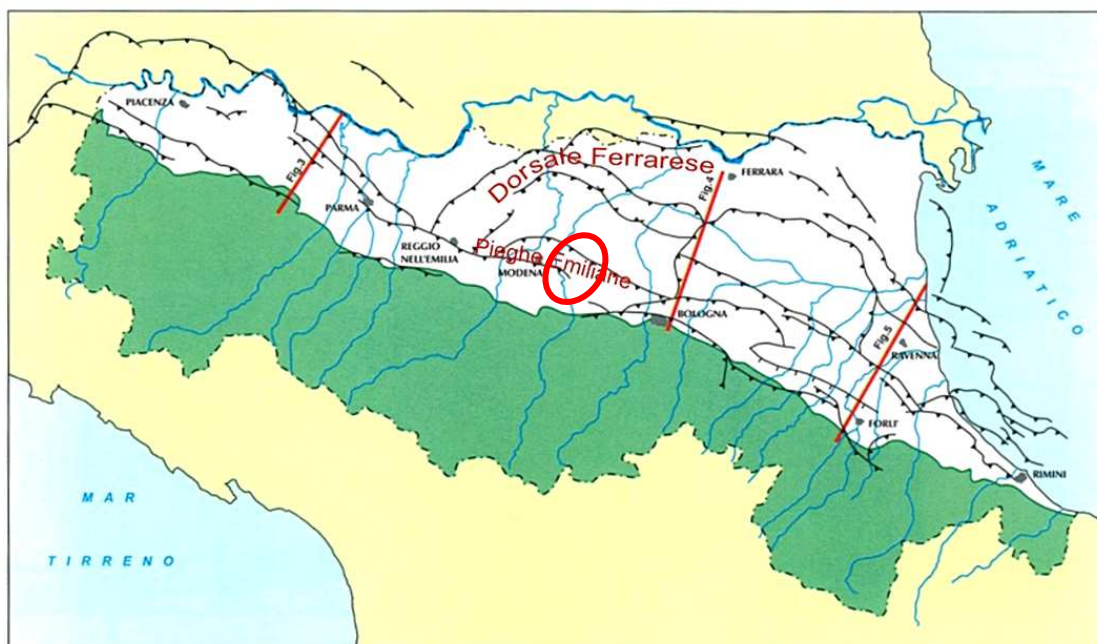 PIACENZA
Fig.3
PARMA
REGGIO
NELL'EMILIA
Dorsale Ferrarese
Fig.4
FERRARA
Pieghe Emiliane
MODENA
BOLOGNA
Fig.5
RAVENNA
FORLI'
RIMINI
MARE
ADRIATICO
MAR
TIRRENO